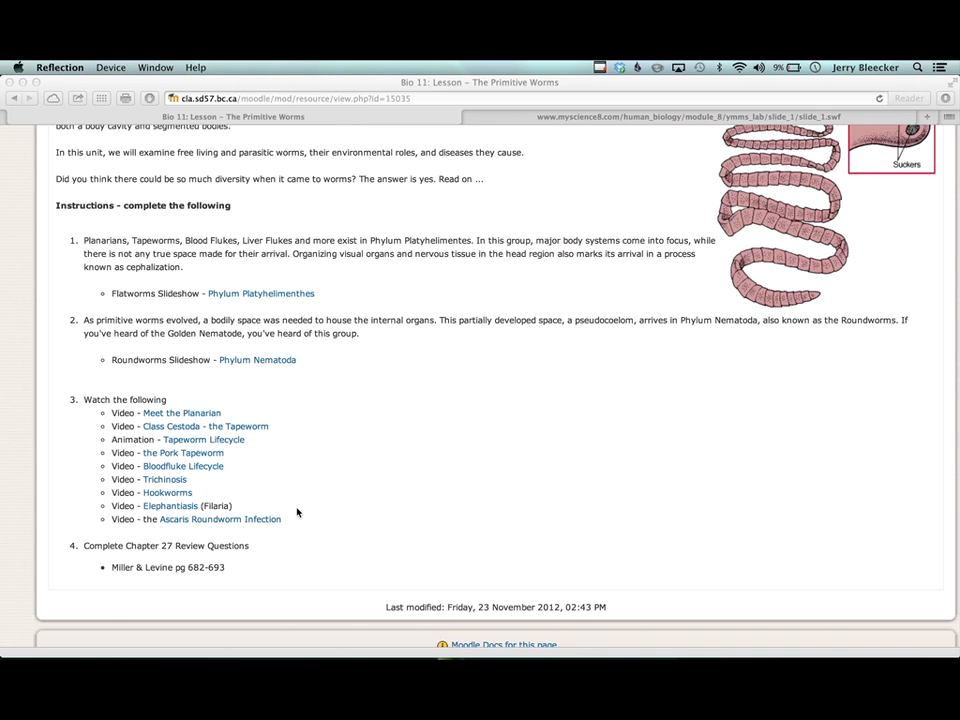 Reflection Device Window Help 9% Jerry Bleecker
Bio 11: Lesson – The Primitive Worms
cla.sd57.bc.ca/moodle/mod/resource/view.php?id=15035 Reader
Bio 11: Lesson – The Primitive Worms www.myscience8.com/human_biology/module_8/ymms_lab/slide_1/slide_1.swf
both a body cavity and segmented bodies.
In this unit, we will examine free living and parasitic worms, their environmental roles, and diseases they cause.
Suckers
Did you think there could be so much diversity when it came to worms? The answer is yes. Read on ...
Instructions - complete the following
1. Planarians, Tapeworms, Blood Flukes, Liver Flukes and more exist in Phylum Platyhelimentes. In this group, major body systems come into focus, while
there is not any true space made for their arrival. Organizing visual organs and nervous tissue in the head region also marks its arrival in a process
known as cephalization.
Flatworms Slideshow - Phylum Platyhelimenthes
2. As primitive worms evolved, a bodily space was needed to house the internal organs. This partially developed space, a pseudocoelom, arrives in Phylum Nematoda, also known as the Roundworms. If
you've heard of the Golden Nematode, you've heard of this group.
Roundworms Slideshow - Phylum Nematoda
3. Watch the following
Video - Meet the Planarian
Video - Class Cestoda - the Tapeworm
Animation - Tapeworm Lifecycle
Video - the Pork Tapeworm
Video - Bloodfluke Lifecycle
Video - Trichinosis
Video - Hookworms
Video - Elephantiasis (Filaria)
Video - the Ascaris Roundworm Infection
4. Complete Chapter 27 Review Questions
Miller & Levine pg 682-693
Last modified: Friday, 23 November 2012, 02:43 PM
Moodle Docs for this page